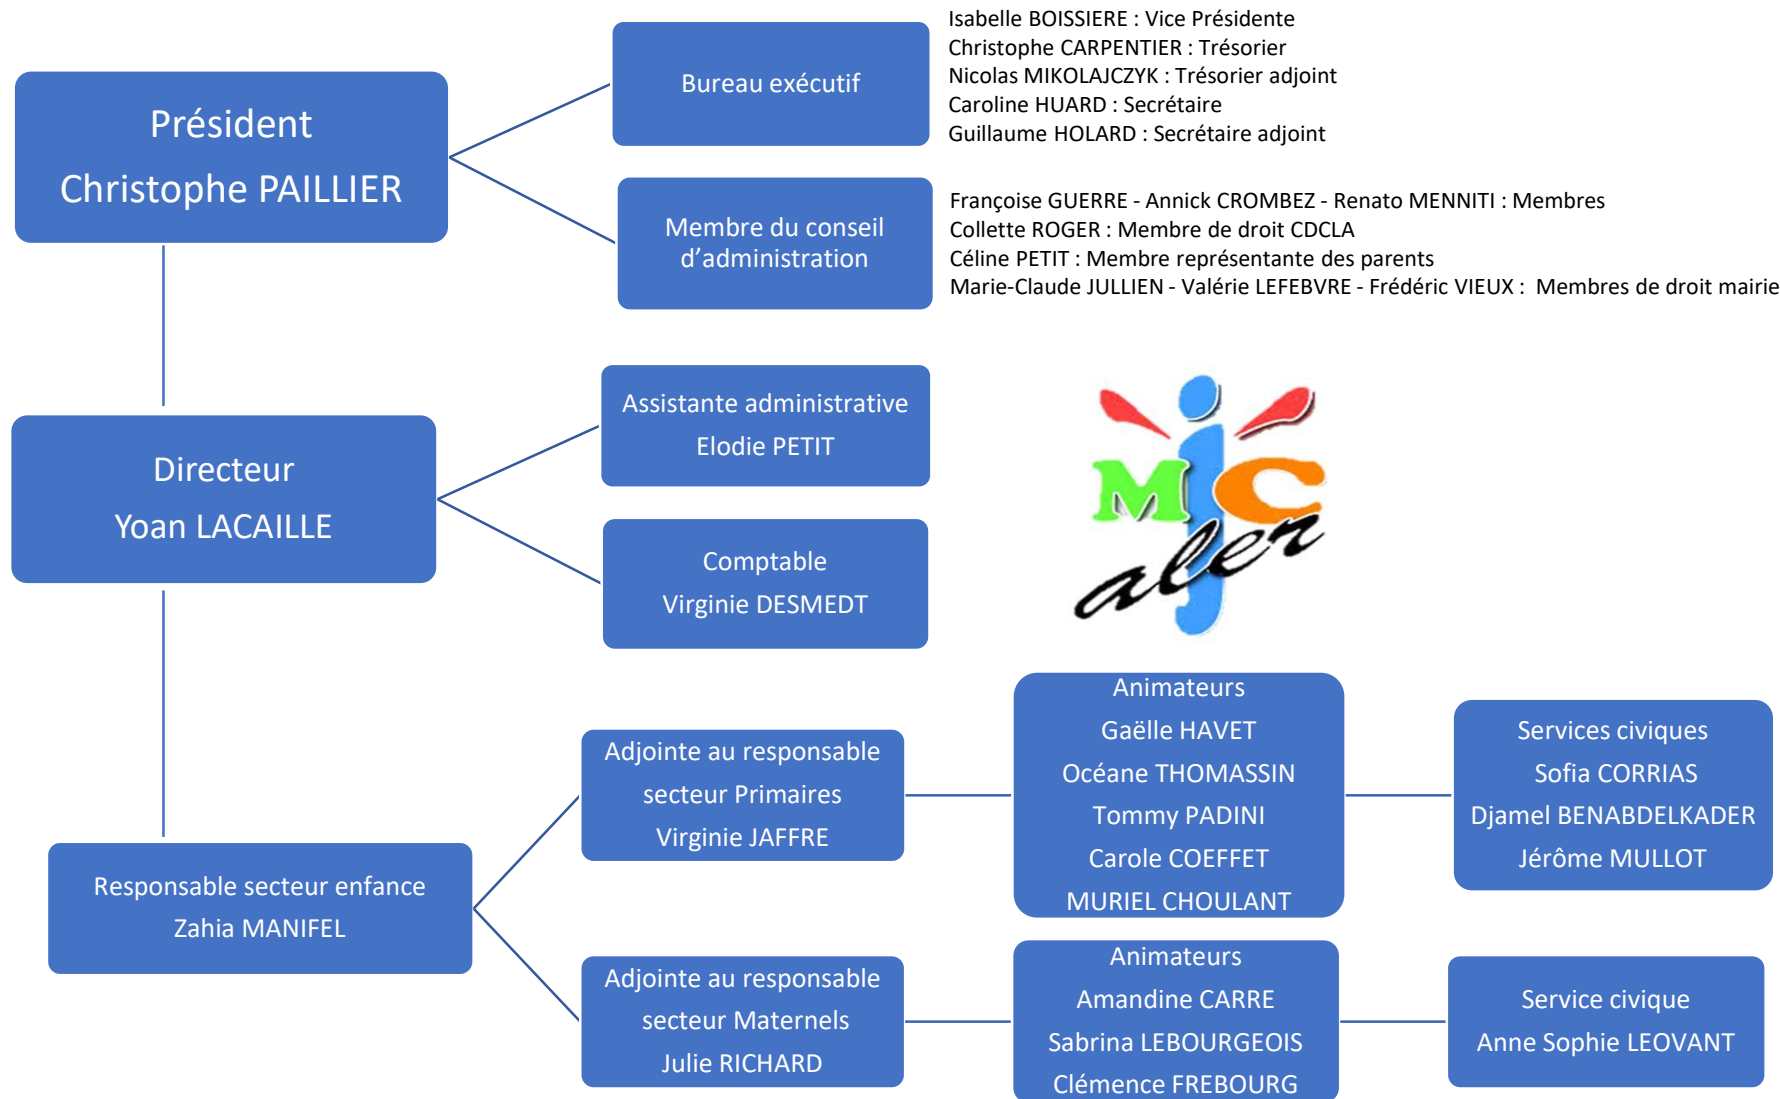 Président
Christophe PAILLIER
Bureau exécutif
Isabelle BOISSIERE : Vice Présidente
Christophe CARPENTIER : Trésorier
Nicolas MIKOLAJCZYK : Trésorier adjoint
Caroline HUARD : Secrétaire
Guillaume HOLARD : Secrétaire adjoint
Membre du conseil
d’administration
Françoise GUERRE - Annick CROMBEZ - Renato MENNITI : Membres
Collette ROGER : Membre de droit CDCLA
Céline PETIT : Membre représentante des parents
Marie-Claude JULLIEN - Valérie LEFEBVRE - Frédéric VIEUX :  Membres de droit mairie
Directeur
Yoan LACAILLE
Assistante administrative
Elodie PETIT
Comptable
Virginie DESMEDT
MjC
aler
Responsable secteur enfance
Zahia MANIFEL
Adjointe au responsable
secteur Primaires
Virginie JAFFRE
Animateurs
Gaëlle HAVET
Océane THOMASSIN
Tommy PADINI
Carole COEFFET
MURIEL CHOULANT
Services civiques
Sofia CORRIAS
Djamel BENABDELKADER
Jérôme MULLOT
Adjointe au responsable
secteur Maternels
Julie RICHARD
Animateurs
Amandine CARRE
Sabrina LEBOURGEOIS
Clémence FREBOURG
Service civique
Anne Sophie LEOVANT